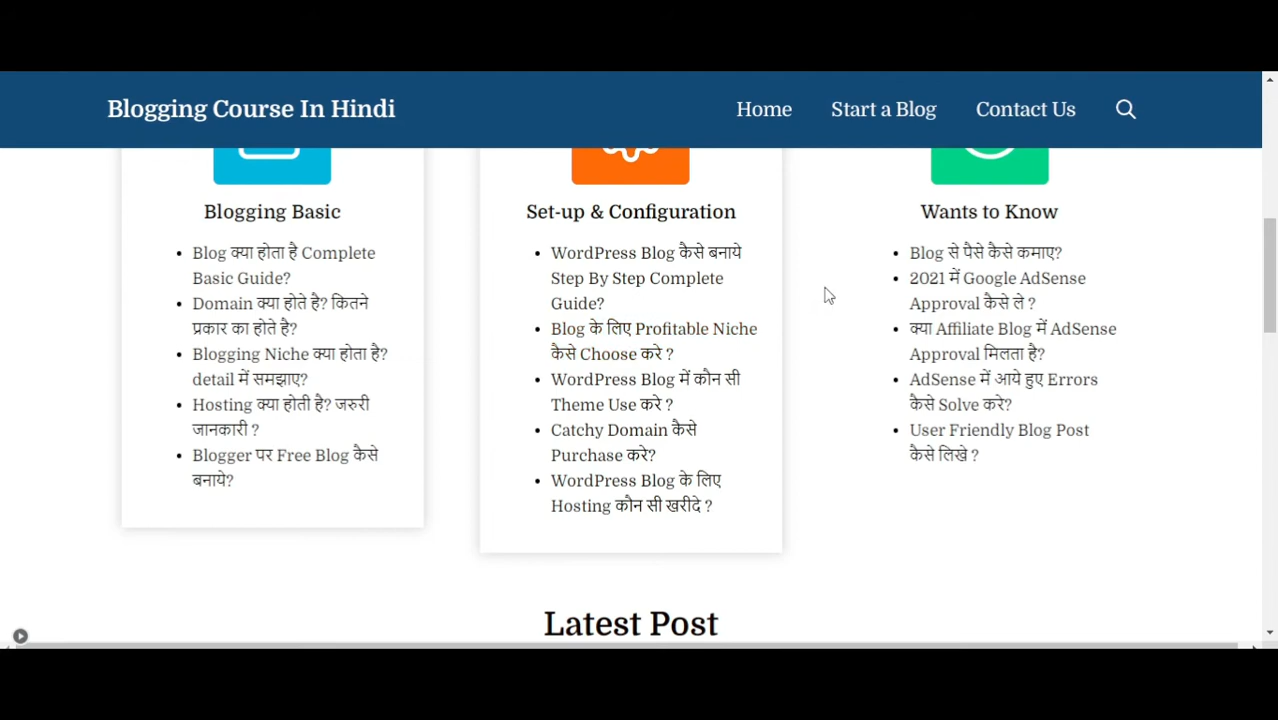 Blogging Course In Hindi
Home
Start a Blog
Contact Us
Blogging Basic
• Blog क्या होता है Complete
Basic Guide?
• Domain क्या होते है? कितने
प्रकार का होते है?
• Blogging Niche क्या होता है?
detail में समझाए?
• Hosting क्या होती है? जरुरी
जानकारी ?
• Blogger पर Free Blog कैसे
बनाये?
Set-up & Configuration
• WordPress Blog कैसे बनाये
Step By Step Complete
Guide?
• Blog के लिए Profitable Niche
कैसे Choose करे ?
• WordPress Blog में कौन सी
Theme Use करे ?
• Catchy Domain कैसे
Purchase करे?
• WordPress Blog के लिए
Hosting कौन सी खरीदे ?
Wants to Know
• Blog से पैसे कैसे कमाए?
• 2021 में Google AdSense
Approval कैसे ले ?
• क्या Affiliate Blog में AdSense
Approval मिलता है?
• AdSense में आये हुए Errors
कैसे Solve करे?
• User Friendly Blog Post
कैसे लिखे ?
Latest Post